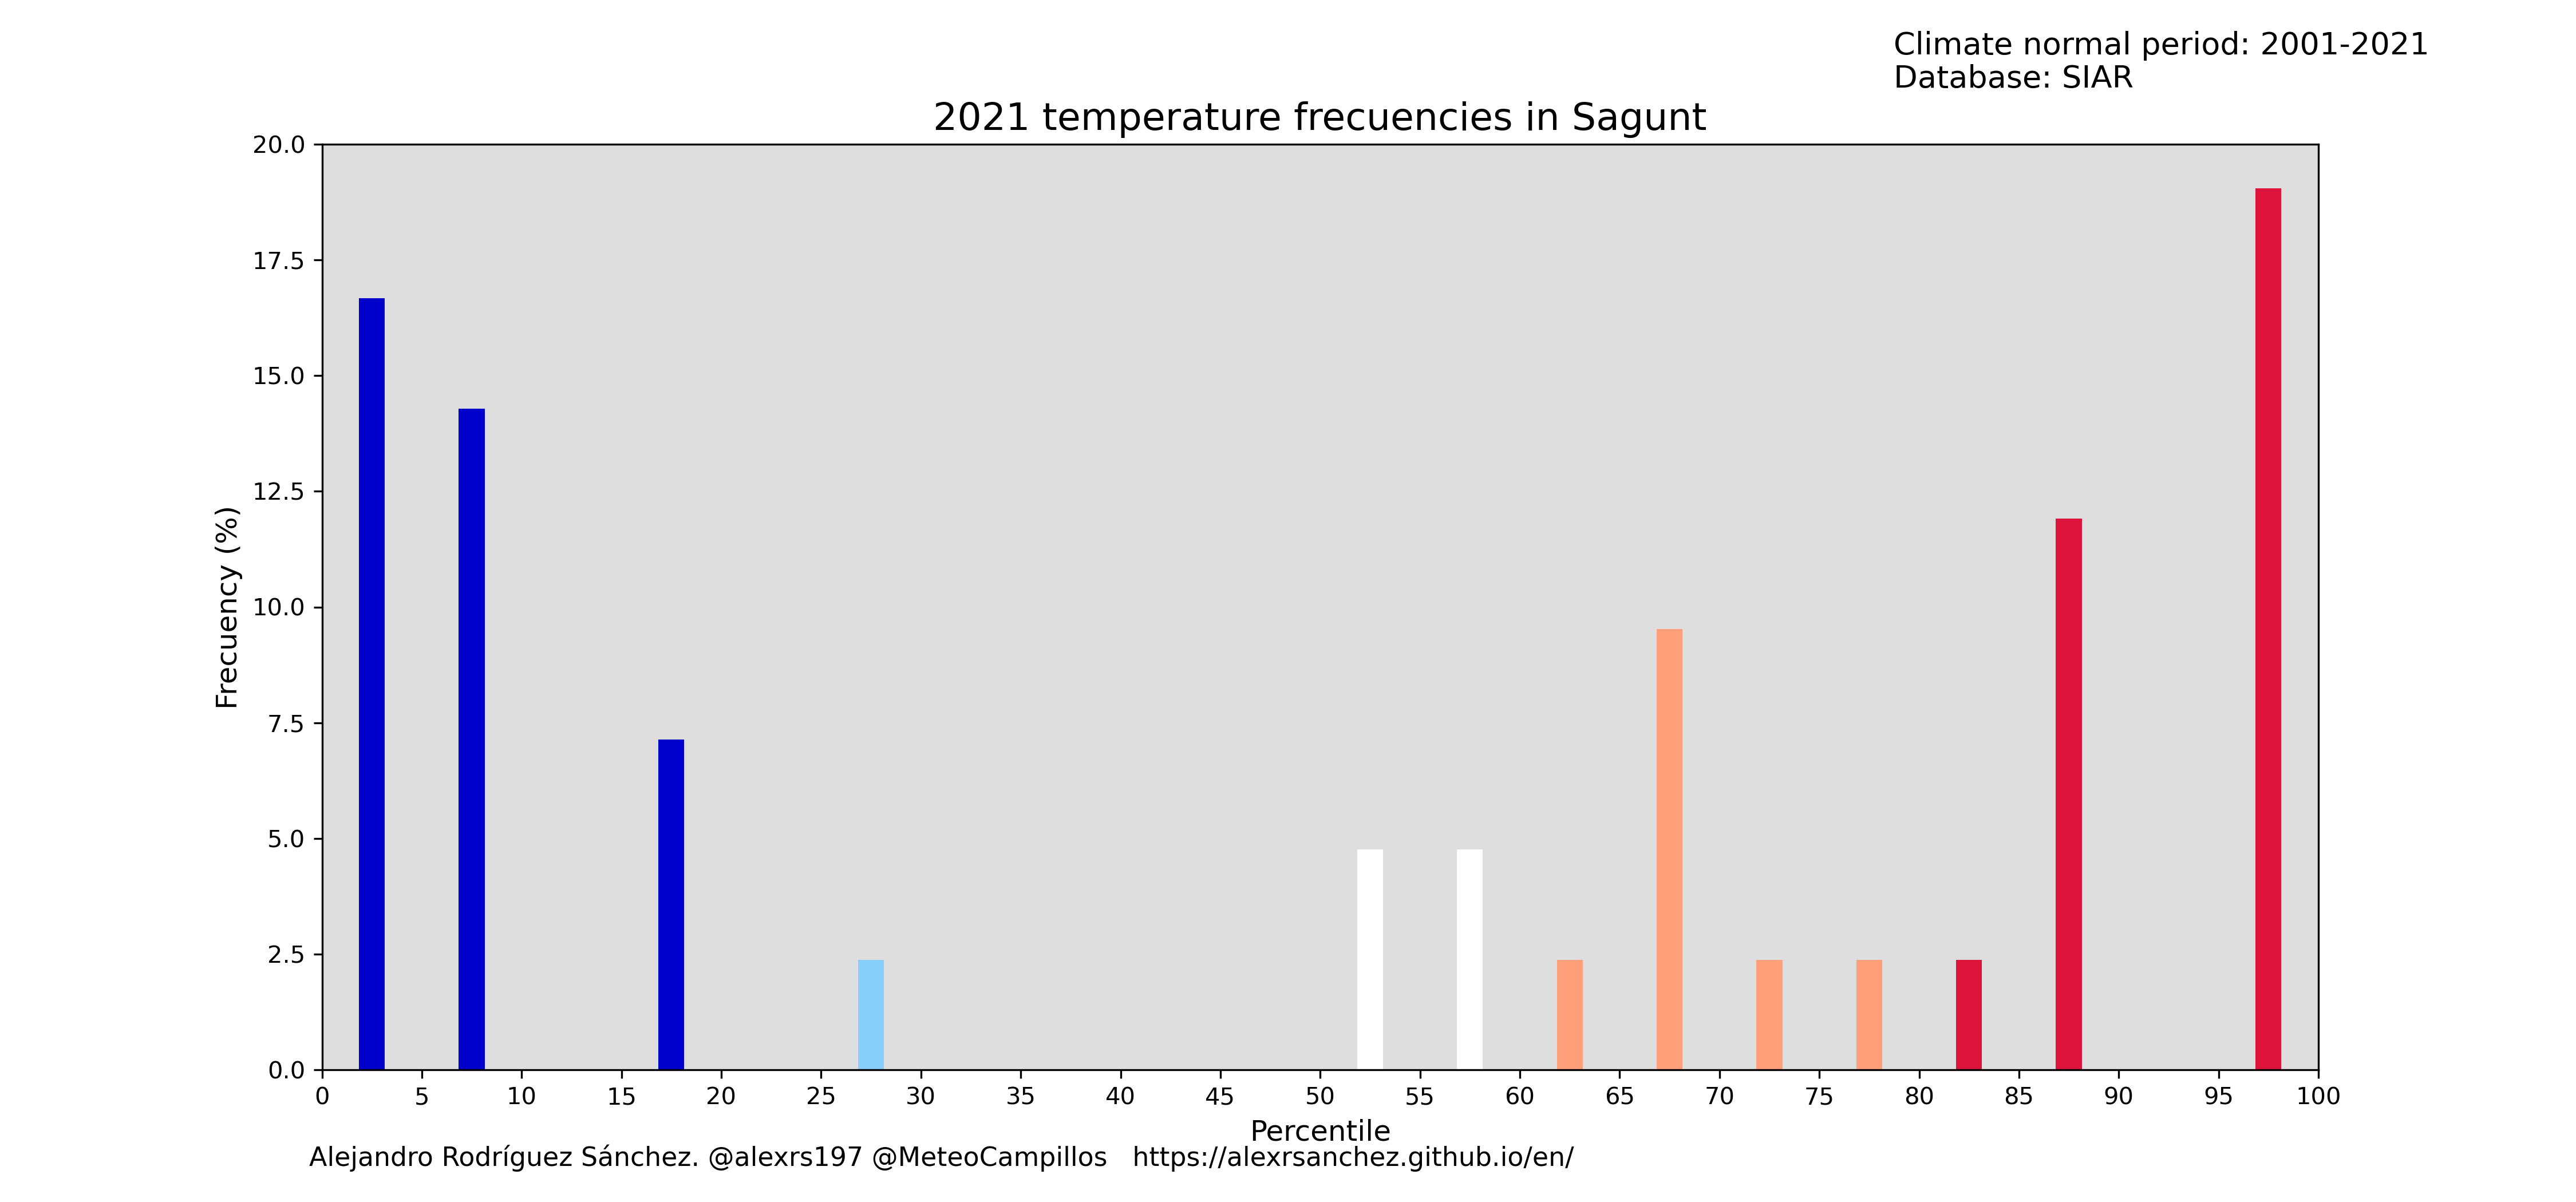 Climate normal period: 2001-2021
Database: SIAR
2021 temperature frecuencies in Sagunt
20.0
17.5
15.0
12.5
10.0
7.5
5.0
2.5
0.0
Frecuency (%)
0 5 10 15 20 25 30 35 40 45 50 55 60 65 70 75 80 85 90 95 100
Percentile
Alejandro Rodríguez Sánchez. @alexrs197 @MeteoCampillos https://alexrsanchez.github.io/en/